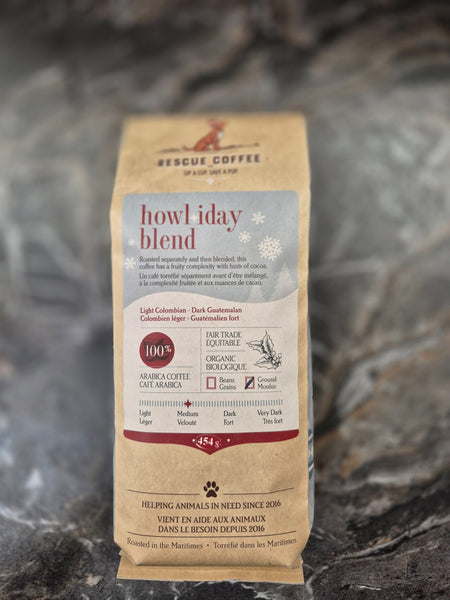 RESCUE COFFEE
SIP A CUP, SAVE A PUP
howl·iday
blend
Roasted separately and then blended, this
coffee has a fruity complexity with hints of cocoa.
Un café torréfié séparément avant d'être mélangé,
à la complexité fruitée et aux nuances de cacao.
Light Colombian - Dark Guatemalan
Colombien léger - Guatémalien fort
100%
ARABICA COFFEE
CAFÉ ARABICA
FAIR TRADE
ÉQUITABLE
ORGANIC
BIOLOGIQUE
Beans
Grains
Ground
Moulus
Light Medium Dark Very Dark
Léger Velouté Fort Très fort
454 g
HELPING ANIMALS IN NEED SINCE 2016
VIENT EN AIDE AUX ANIMAUX
DANS LE BESOIN DEPUIS 2016
Roasted in the Maritimes • Torréfié dans les Maritimes